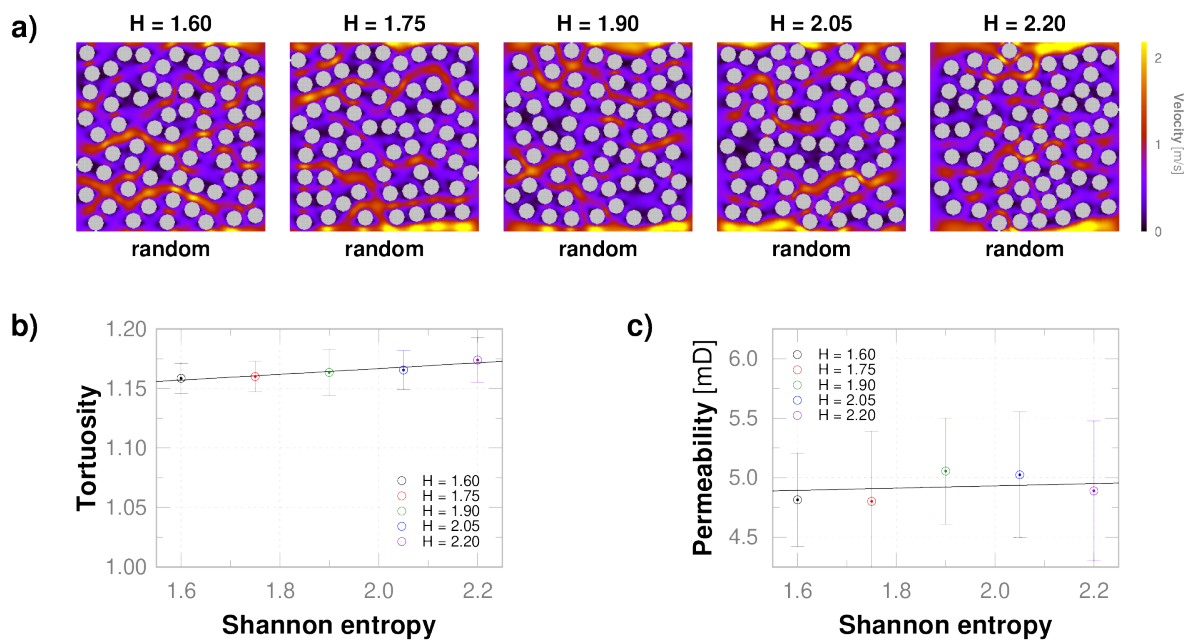 a)
H = 1.60 H = 1.75 H = 1.90 H = 2.05 H = 2.20
random random random random random
2
1
0
Velocity [m/s]
b)
1.20
1.15
1.10
1.05
1.00
Tortuosity
H = 1.60
H = 1.75
H = 1.90
H = 2.05
H = 2.20
1.6 1.8 2.0 2.2
Shannon entropy
c)
6.0
5.5
5.0
4.5
Permeability [mD]
H = 1.60
H = 1.75
H = 1.90
H = 2.05
H = 2.20
1.6 1.8 2.0 2.2
Shannon entropy